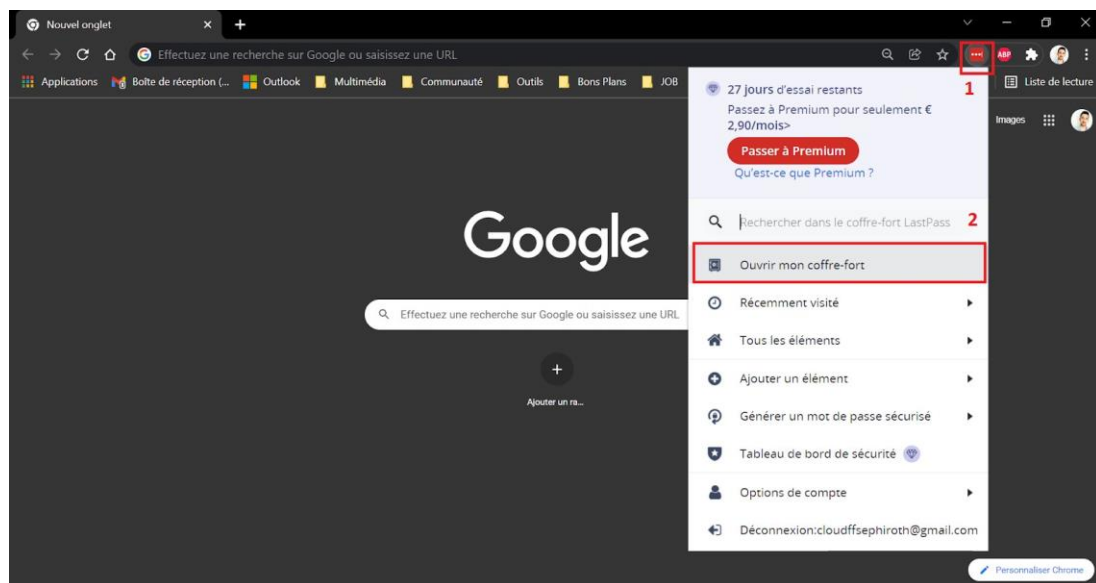 Nouvel onglet
Effectuez une recherche sur Google ou saisissez une URL
ABP
Applications Boîte de réception (... Outlook Multimédia Communauté Outils Bons Plans JOB Liste de lecture
1
27 jours d'essai restants
Passez à Premium pour seulement €
2,90/mois>
Passer à Premium
Qu'est-ce que Premium ?
Images
Google
Rechercher dans le coffre-fort LastPass 2
Ouvrir mon coffre-fort
Effectuez une recherche sur Google ou saisissez une URL
Récemment visité
Tous les éléments
Ajouter un élément
Ajouter un ra...
Générer un mot de passe sécurisé
Tableau de bord de sécurité
Options de compte
Déconnexion:cloudffsephiroth@gmail.com
Personnaliser Chrome